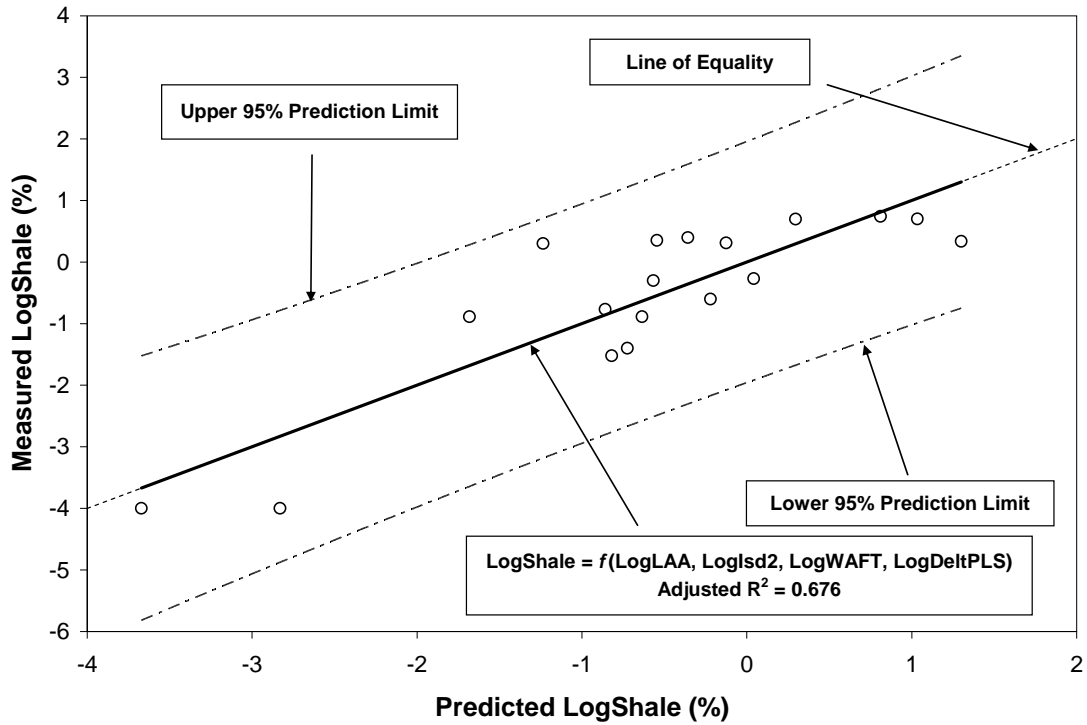 4
3
2
1
0
-1
-2
-3
-4
-5
-6
Measured LogShale (%)
Upper 95% Prediction Limit
Line of Equality
Lower 95% Prediction Limit
LogShale = f (LogLAA, LogIsd2, LogWAFT, LogDeltPLS)
Adjusted R² = 0.676
-4 -3 -2 -1 0 1 2
Predicted LogShale (%)